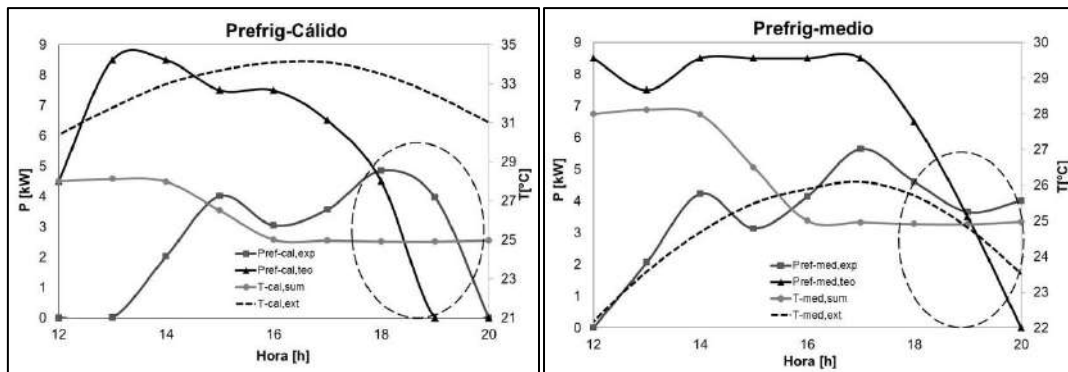 Prefrig-Cálido
9
8
7
6
5
4
3
2
1
0
P [kW]
35
33
31
29
27
25
23
21
T[ºC]
12
14
16
18
20
Hora [h]
Pref-cal,exp
Pref-cal,teo
T-cal,sum
T-cal,ext
Prefrig-medio
9
8
7
6
5
4
3
2
1
0
P [kW]
30
29
28
27
26
25
24
23
22
T[ºC]
12
14
16
18
20
Hora [h]
Pref-med,exp
Pref-med,teo
T-med,sum
T-med,ext